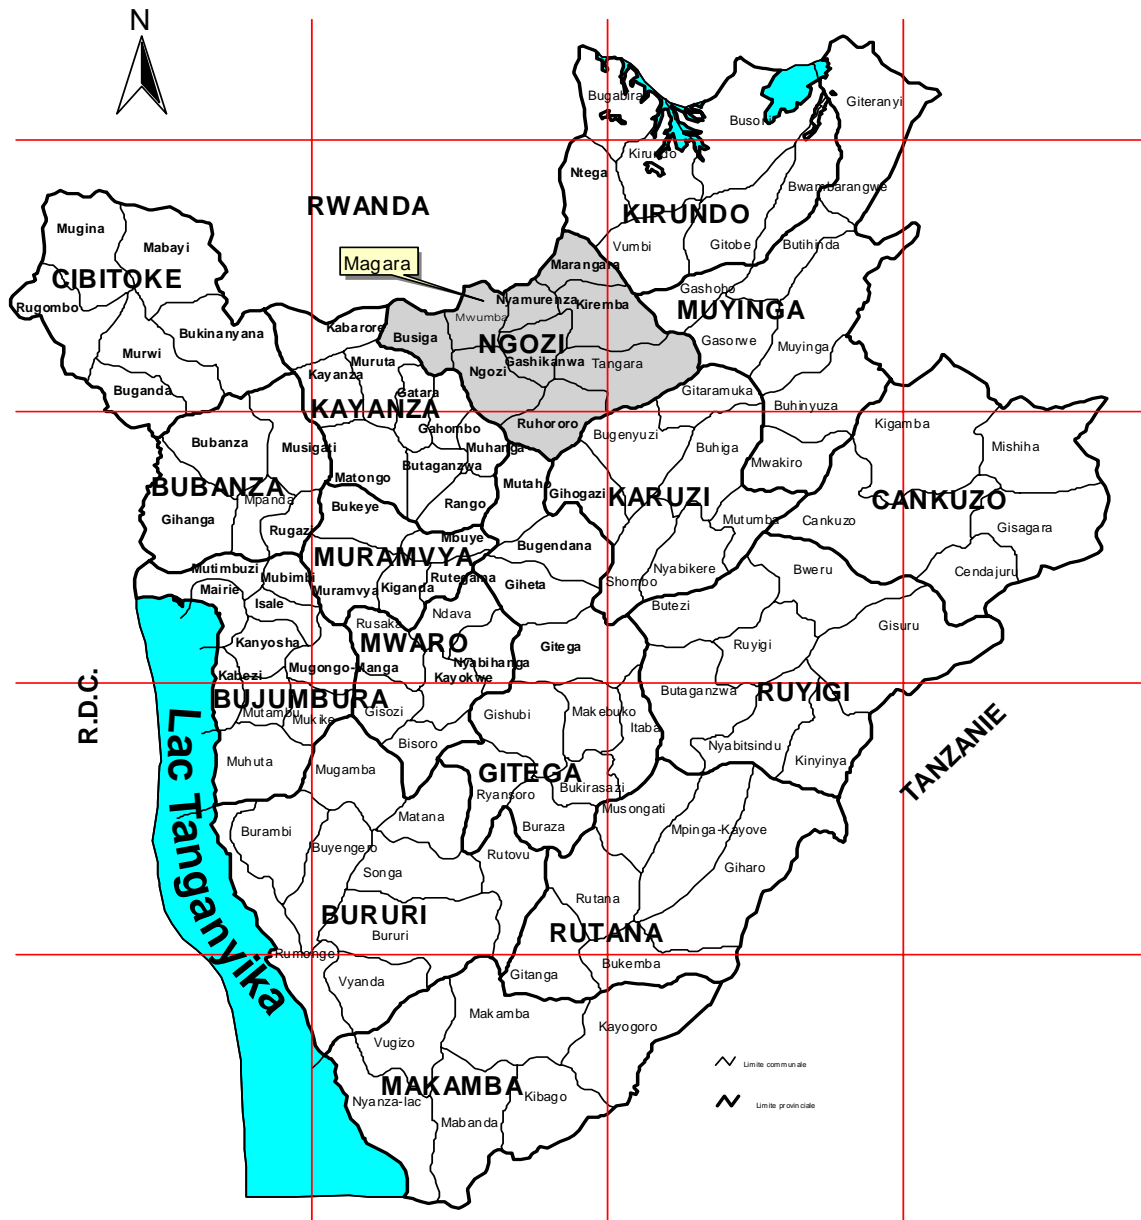 N
Bugabira
Giteranyi
Busoni
Kirundo
Ntega
Bwambarangwe
RWANDA
KIRUNDO
Mugina
Mabayi
Vumbi
Gitobe
Butihinda
Magara
Marangara
CIBITOKE
Gashoho
Rugombo
Nyamurenza
Kiremba
MUYINGA
Mwumba
Kabarore
Bukinanyana
Busiga
NGOZI
Gasorwe
Muyinga
Murwi
Muruta
Gashikanwa
Tangara
Kayanza
Ngozi
Buganda
Gatara
Gitaramuka
KAYANZA
Buhinyuza
Ruhororo
Kigamba
Gahombo
Bugenyuzi
Bubanza
Musigati
Muhanga
Buhiga
Mishiha
Butaganzwa
Mwakiro
Matongo
Mutaho
BUBANZA
Gihogazi
KARUZI
CANKUZO
Mpanda
Bukeye
Rango
Gihanga
Mutumba
Cankuzo
Rugazi
Gisagara
Mbuye
Bugendana
MURAMVYA
Mutimbuzi
Nyabikere
Bweru
Cendajuru
Mubimbi
Rutegama
Shombo
Mairie
Muramvya
Kiganda
Giheta
Isale
Butezi
Ndava
Rusaka
Gisuru
Kanyosha
MWARO
Gitega
Ruyigi
Mugongo-Manga
Nyabihanga
Kabezi
Kayokwe
R.D.C.
BUJUMBURA
Butaganzwa
RUYIGI
Mutambu
Mukike
Gisozi
Gishubi
Makebuko
Itaba
Lac Tanganyika
Bisoro
Nyabitsindu
TANZANIE
Muhuta
Mugamba
GITEGA
Kinyinya
Bukirasazi
Ryansoro
Musongati
Matana
Burambi
Buraza
Mpinga-Kayove
Buyengero
Rutovu
Songa
Giharo
Rutana
BURURI
Bururi
RUTANA
Rumonge
Bukemba
Vyanda
Gitanga
Makamba
Kayogoro
Vugizo
Limite communale
MAKAMBA
Nyanza-lac
Kibago
Limite provinciale
Mabanda